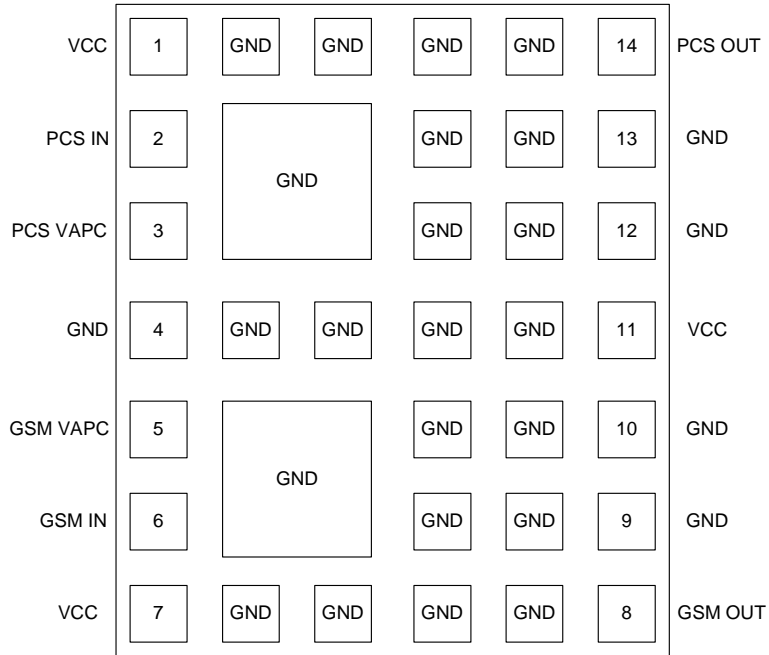 VCC 1 GND GND GND GND 14 PCS OUT
PCS IN 2 GND GND 13 GND
GND
PCS VAPC 3 GND GND 12 GND
GND 4 GND GND GND GND 11 VCC
GSM VAPC 5 GND GND 10 GND
GND
GSM IN 6 GND GND 9 GND
VCC 7 GND GND GND GND 8 GSM OUT